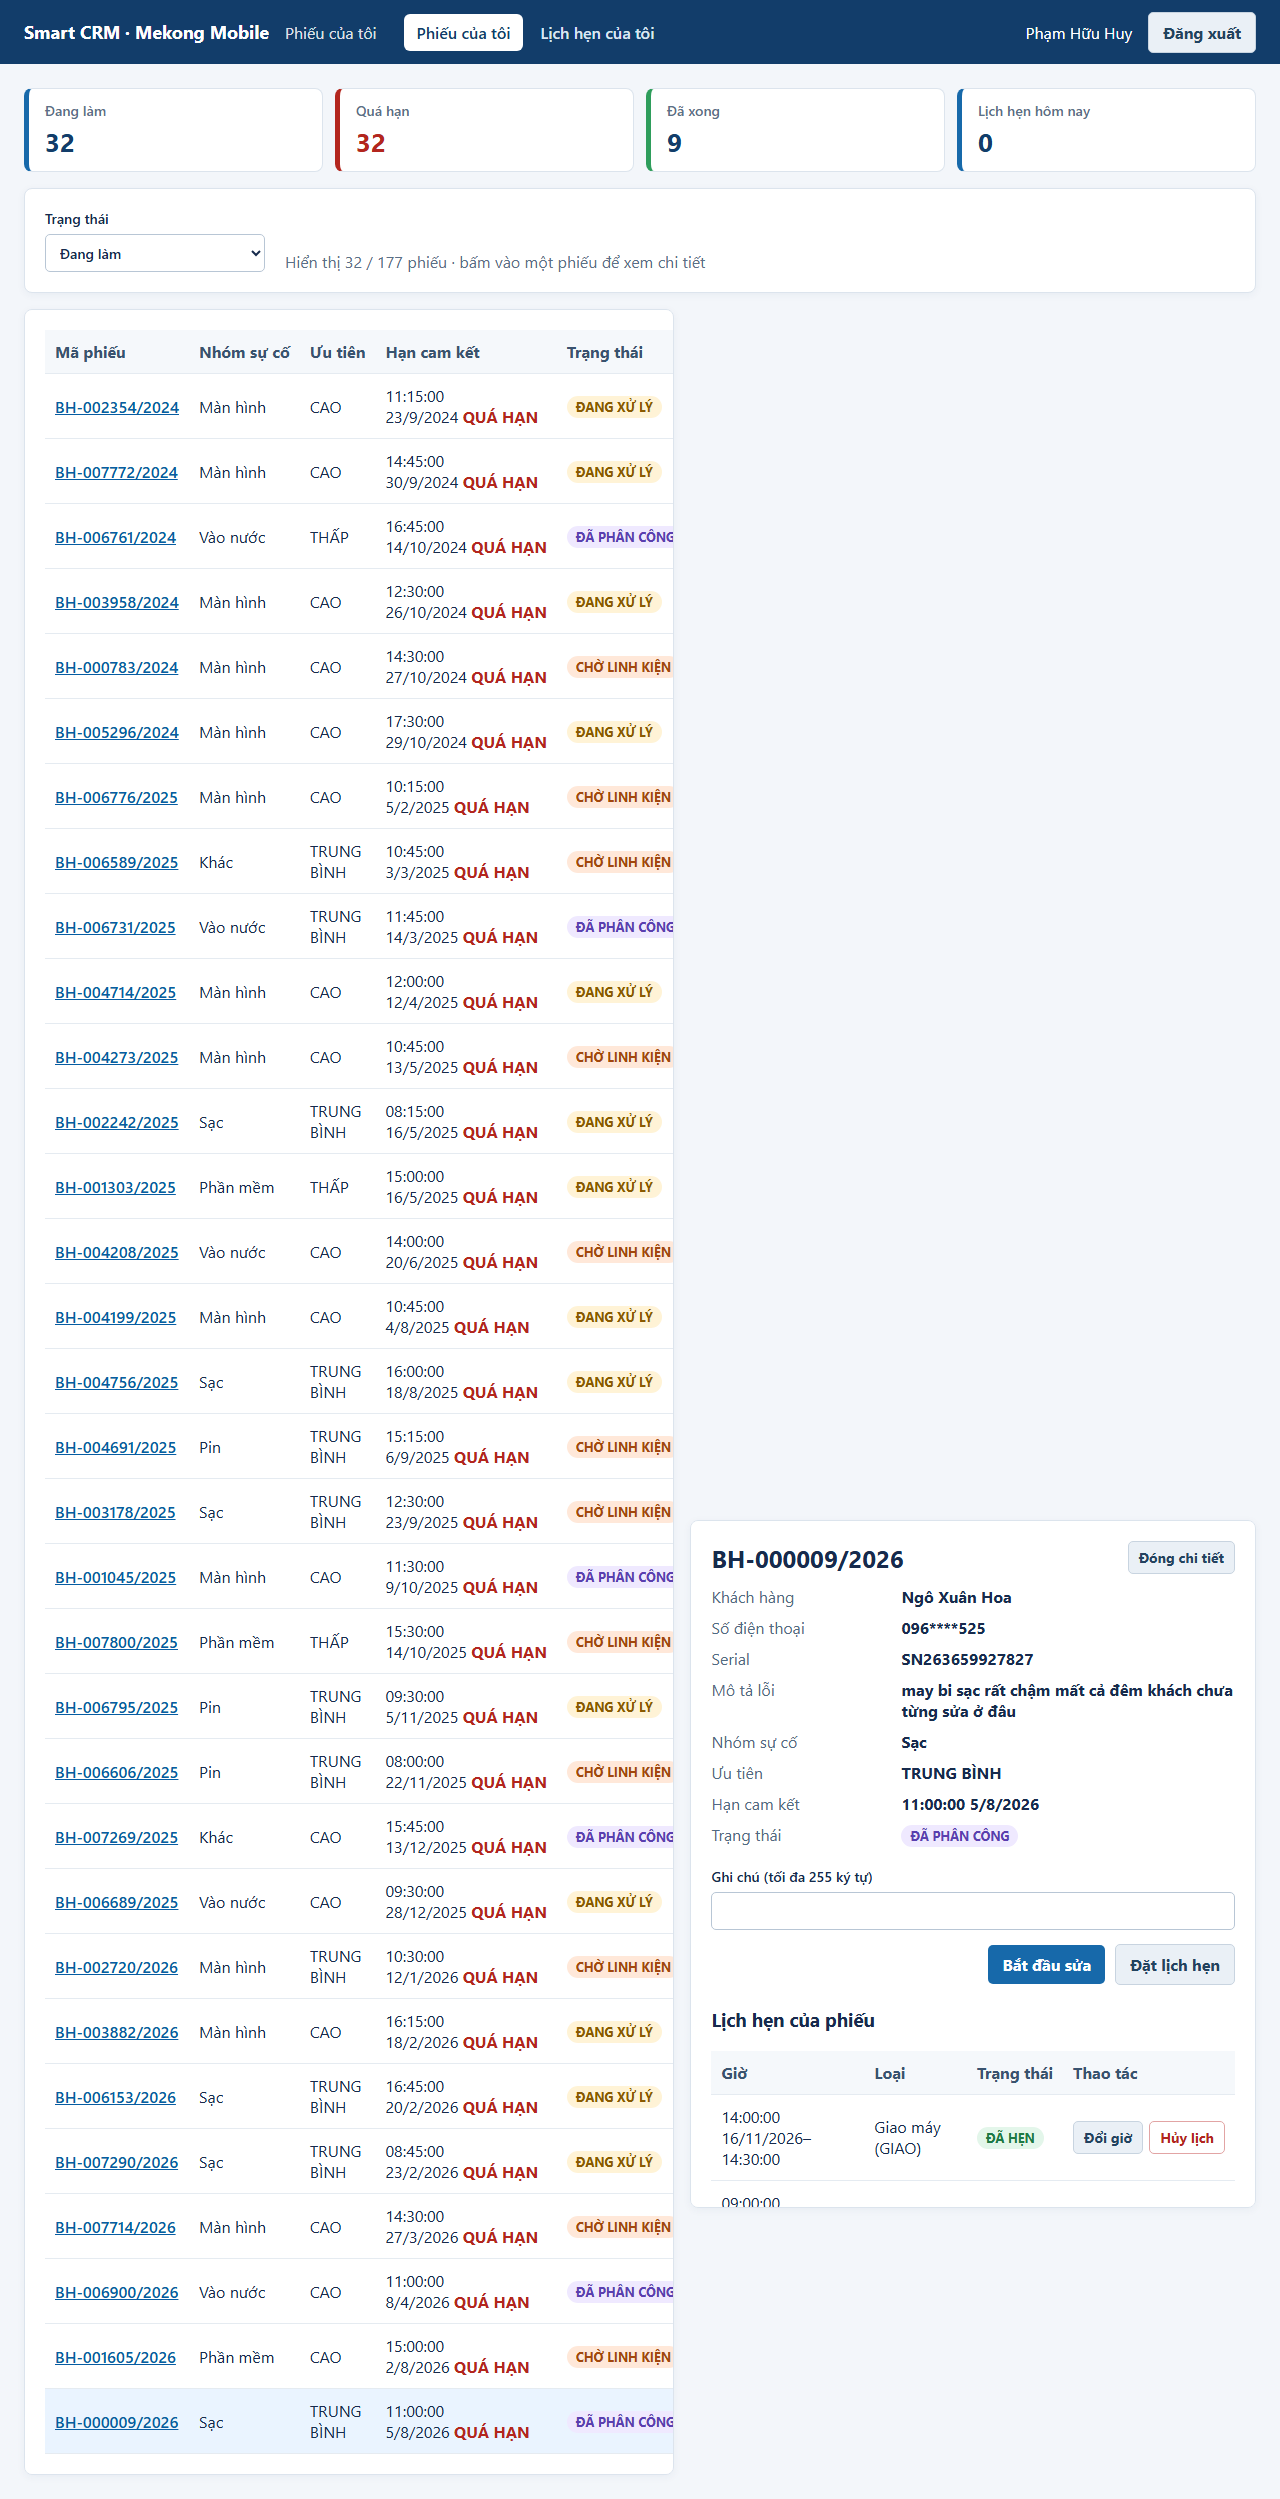 Smart CRM · Mekong Mobile Phiếu của tôi Phiếu của tôi Lịch hẹn của tôi Phạm Hữu Huy Đăng xuất
Đang làm
32
Quá hạn
32
Đã xong
9
Lịch hẹn hôm nay
0
Trạng thái
Đang làm
Hiển thị 32 / 177 phiếu · bấm vào một phiếu để xem chi tiết
Mã phiếu Nhóm sự cố Ưu tiên Hạn cam kết Trạng thái
BH-002354/2024 Màn hình CAO 11:15:00 23/9/2024 QUÁ HẠN ĐANG XỬ LÝ
BH-007772/2024 Màn hình CAO 14:45:00 30/9/2024 QUÁ HẠN ĐANG XỬ LÝ
BH-006761/2024 Vào nước THẤP 16:45:00 14/10/2024 QUÁ HẠN ĐÃ PHÂN CÔNG
BH-003958/2024 Màn hình CAO 12:30:00 26/10/2024 QUÁ HẠN ĐANG XỬ LÝ
BH-000783/2024 Màn hình CAO 14:30:00 27/10/2024 QUÁ HẠN CHỜ LINH KIỆN
BH-005296/2024 Màn hình CAO 17:30:00 29/10/2024 QUÁ HẠN ĐANG XỬ LÝ
BH-006776/2025 Màn hình CAO 10:15:00 5/2/2025 QUÁ HẠN CHỜ LINH KIỆN
BH-006589/2025 Khác TRUNG BÌNH 10:45:00 3/3/2025 QUÁ HẠN CHỜ LINH KIỆN
BH-006731/2025 Vào nước TRUNG BÌNH 11:45:00 14/3/2025 QUÁ HẠN ĐÃ PHÂN CÔNG
BH-004714/2025 Màn hình CAO 12:00:00 12/4/2025 QUÁ HẠN ĐANG XỬ LÝ
BH-004273/2025 Màn hình CAO 10:45:00 13/5/2025 QUÁ HẠN CHỜ LINH KIỆN
BH-002242/2025 Sạc TRUNG BÌNH 08:15:00 16/5/2025 QUÁ HẠN ĐANG XỬ LÝ
BH-001303/2025 Phần mềm THẤP 15:00:00 16/5/2025 QUÁ HẠN ĐANG XỬ LÝ
BH-004208/2025 Vào nước CAO 14:00:00 20/6/2025 QUÁ HẠN CHỜ LINH KIỆN
BH-004199/2025 Màn hình CAO 10:45:00 4/8/2025 QUÁ HẠN ĐANG XỬ LÝ
BH-004756/2025 Sạc TRUNG BÌNH 16:00:00 18/8/2025 QUÁ HẠN ĐANG XỬ LÝ
BH-004691/2025 Pin TRUNG BÌNH 15:15:00 6/9/2025 QUÁ HẠN CHỜ LINH KIỆN
BH-003178/2025 Sạc TRUNG BÌNH 12:30:00 23/9/2025 QUÁ HẠN CHỜ LINH KIỆN
BH-001045/2025 Màn hình CAO 11:30:00 9/10/2025 QUÁ HẠN ĐÃ PHÂN CÔNG
BH-007800/2025 Phần mềm THẤP 15:30:00 14/10/2025 QUÁ HẠN CHỜ LINH KIỆN
BH-006795/2025 Pin TRUNG BÌNH 09:30:00 5/11/2025 QUÁ HẠN ĐANG XỬ LÝ
BH-006606/2025 Pin TRUNG BÌNH 08:00:00 22/11/2025 QUÁ HẠN CHỜ LINH KIỆN
BH-007269/2025 Khác CAO 15:45:00 13/12/2025 QUÁ HẠN ĐÃ PHÂN CÔNG
BH-006689/2025 Vào nước CAO 09:30:00 28/12/2025 QUÁ HẠN ĐANG XỬ LÝ
BH-002720/2026 Màn hình TRUNG BÌNH 10:30:00 12/1/2026 QUÁ HẠN CHỜ LINH KIỆN
BH-003882/2026 Màn hình CAO 16:15:00 18/2/2026 QUÁ HẠN ĐANG XỬ LÝ
BH-006153/2026 Sạc TRUNG BÌNH 16:45:00 20/2/2026 QUÁ HẠN ĐANG XỬ LÝ
BH-007290/2026 Sạc TRUNG BÌNH 08:45:00 23/2/2026 QUÁ HẠN ĐANG XỬ LÝ
BH-007714/2026 Màn hình CAO 14:30:00 27/3/2026 QUÁ HẠN CHỜ LINH KIỆN
BH-006900/2026 Vào nước CAO 11:00:00 8/4/2026 QUÁ HẠN ĐÃ PHÂN CÔNG
BH-001605/2026 Phần mềm CAO 15:00:00 2/8/2026 QUÁ HẠN CHỜ LINH KIỆN
BH-000009/2026 Sạc TRUNG BÌNH 11:00:00 5/8/2026 QUÁ HẠN ĐÃ PHÂN CÔNG
BH-000009/2026 Đóng chi tiết
Khách hàng Ngô Xuân Hoa
Số điện thoại 096****525
Serial SN263659927827
Mô tả lỗi may bi sạc rất chậm mất cả đêm khách chưa
từng sửa ở đâu
Nhóm sự cố Sạc
Ưu tiên TRUNG BÌNH
Hạn cam kết 11:00:00 5/8/2026
Trạng thái ĐÃ PHÂN CÔNG
Ghi chú (tối đa 255 ký tự)
Bắt đầu sửa Đặt lịch hẹn
Lịch hẹn của phiếu
Giờ Loại Trạng thái Thao tác
14:00:00 16/11/2026–14:30:00 Giao máy (GIAO) ĐÃ HẸN Đổi giờ Hủy lịch
09:00:00